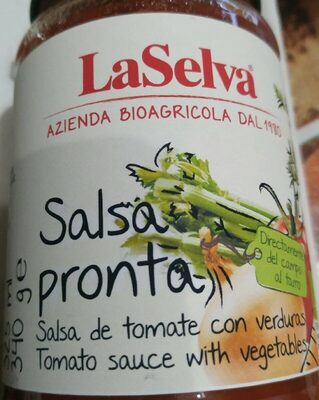 LaSelva®
AZIENDA BIOAGRICOLA DAL 1980
Salsa
pronta
Directamente
del campo
al tarro
Salsa de tomate con verduras
Tomato sauce with vegetables
ml
340 g e